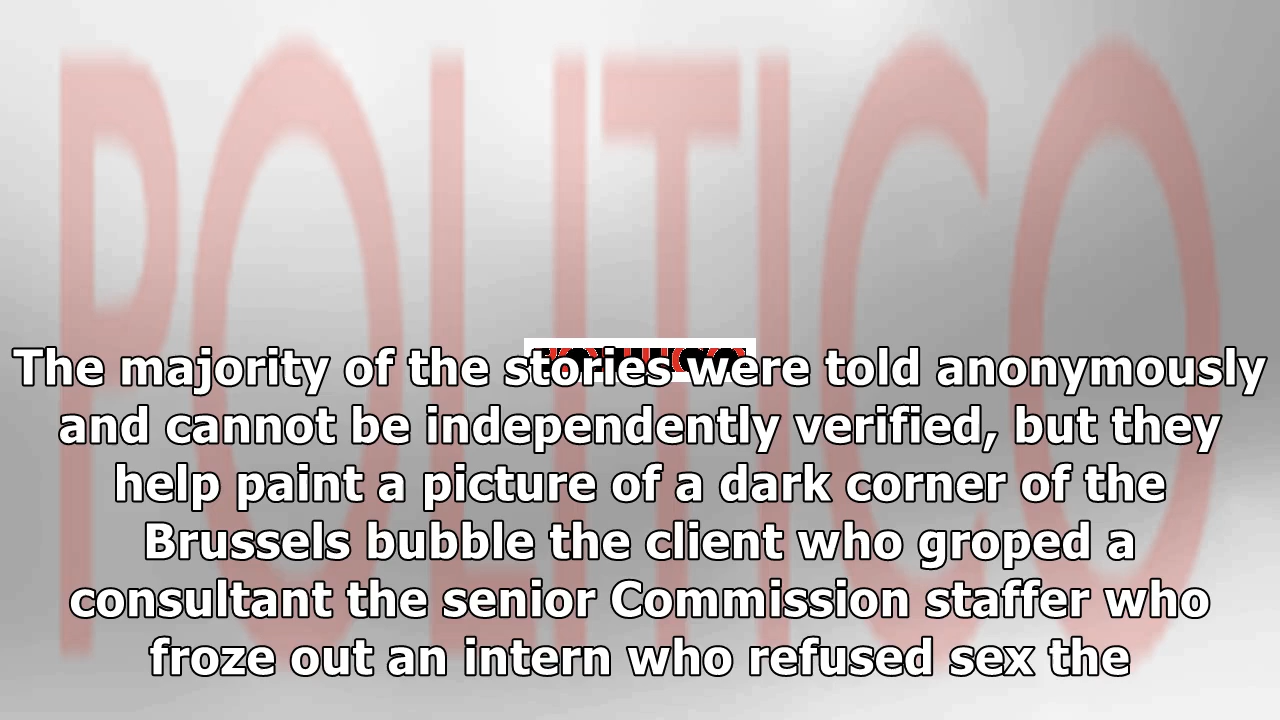 POLITICO
POLITICO
The majority of the stories were told anonymously
and cannot be independently verified, but they
help paint a picture of a dark corner of the
Brussels bubble the client who groped a
consultant the senior Commission staffer who
froze out an intern who refused sex the